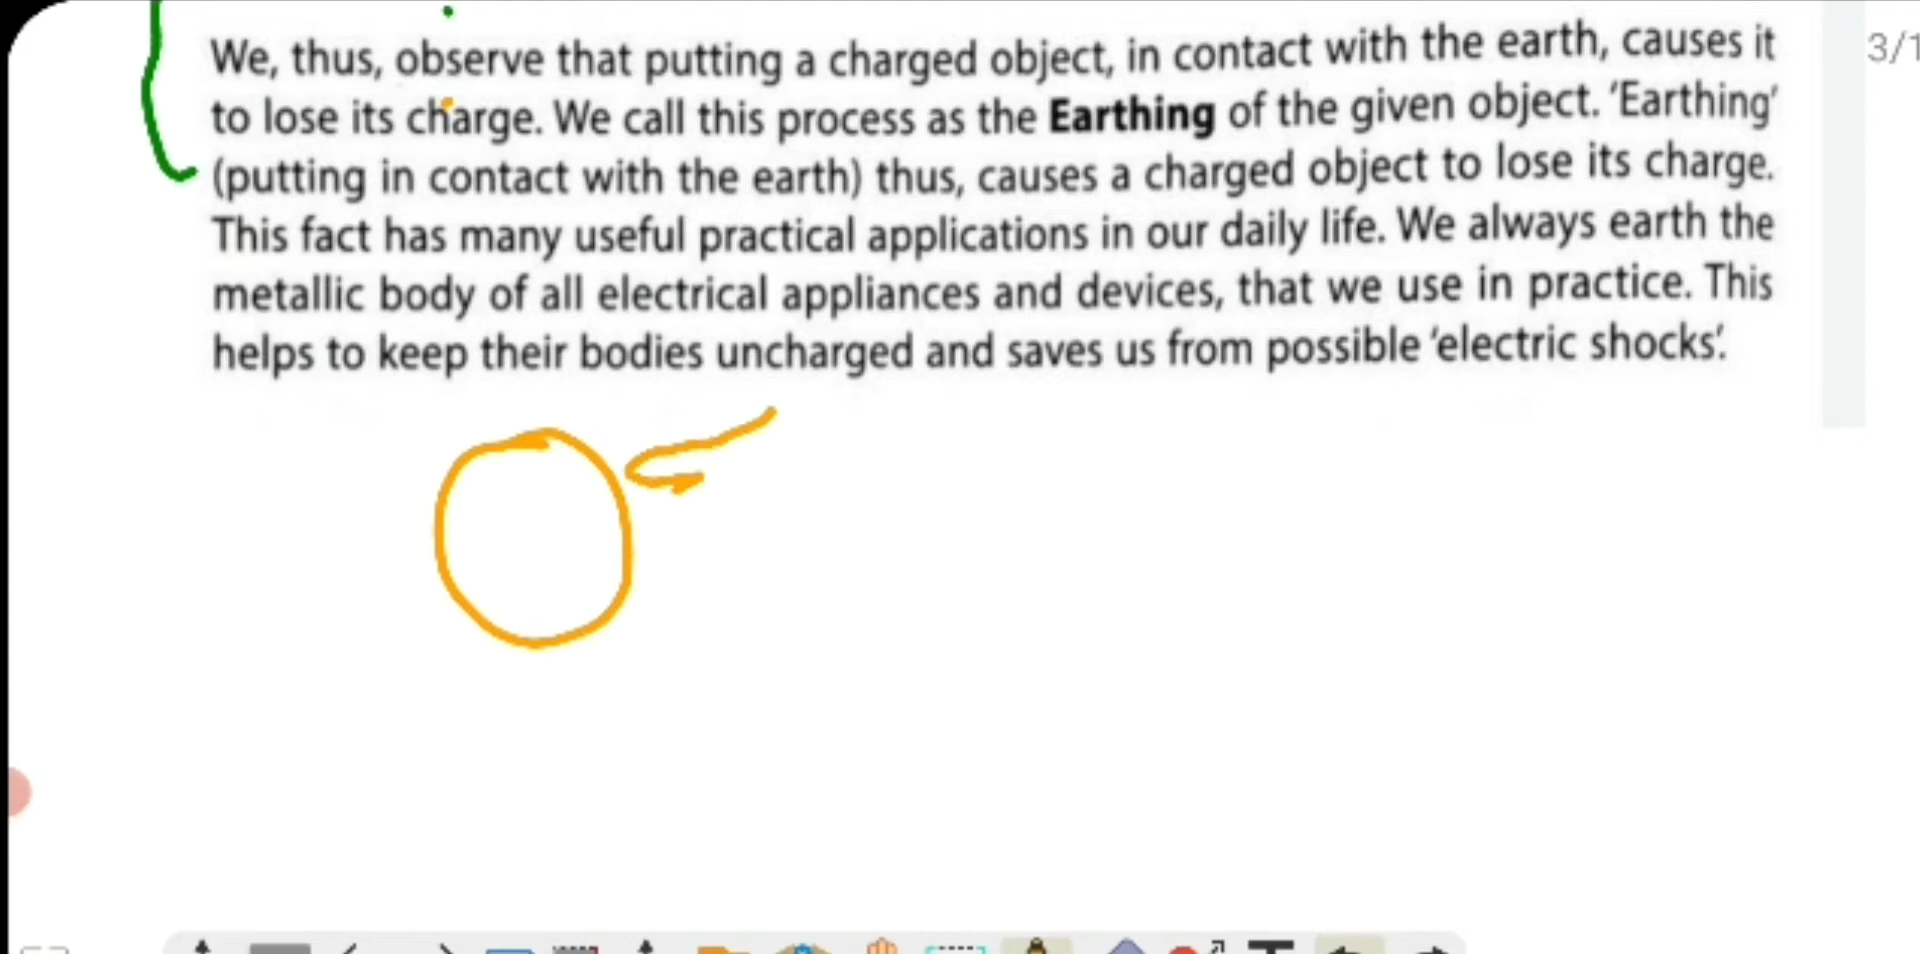 We, thus, observe that putting a charged object, in contact with the earth, causes it
to lose its charge. We call this process as the Earthing of the given object. ‘Earthing’
(putting in contact with the earth) thus, causes a charged object to lose its charge.
This fact has many useful practical applications in our daily life. We always earth the
metallic body of all electrical appliances and devices, that we use in practice. This
helps to keep their bodies uncharged and saves us from possible ‘electric shocks’.
3/1